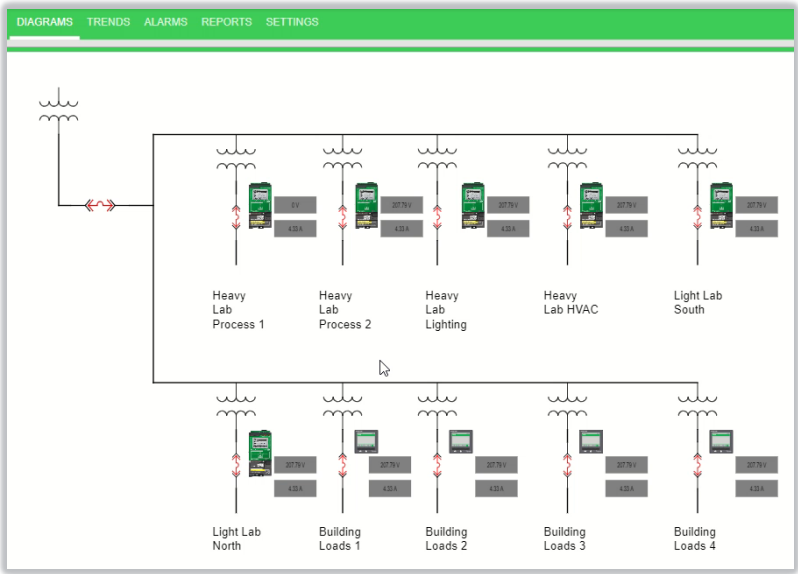 DIAGRAMS TRENDS ALARMS REPORTS SETTINGS
0 V 207.79 V 207.79 V 207.79 V 207.79 V
4.33 A 4.33 A 4.33 A 4.33 A 4.33 A
Heavy Heavy Heavy Heavy Light Lab
Lab Lab Lab Lab HVAC South
Process 1 Process 2 Lighting
207.79 V 207.79 V 207.79 V 207.79 V 207.79 V
4.33 A 4.33 A 4.33 A 4.33 A 4.33 A
Light Lab Building Building Building Building
North Loads 1 Loads 2 Loads 3 Loads 4